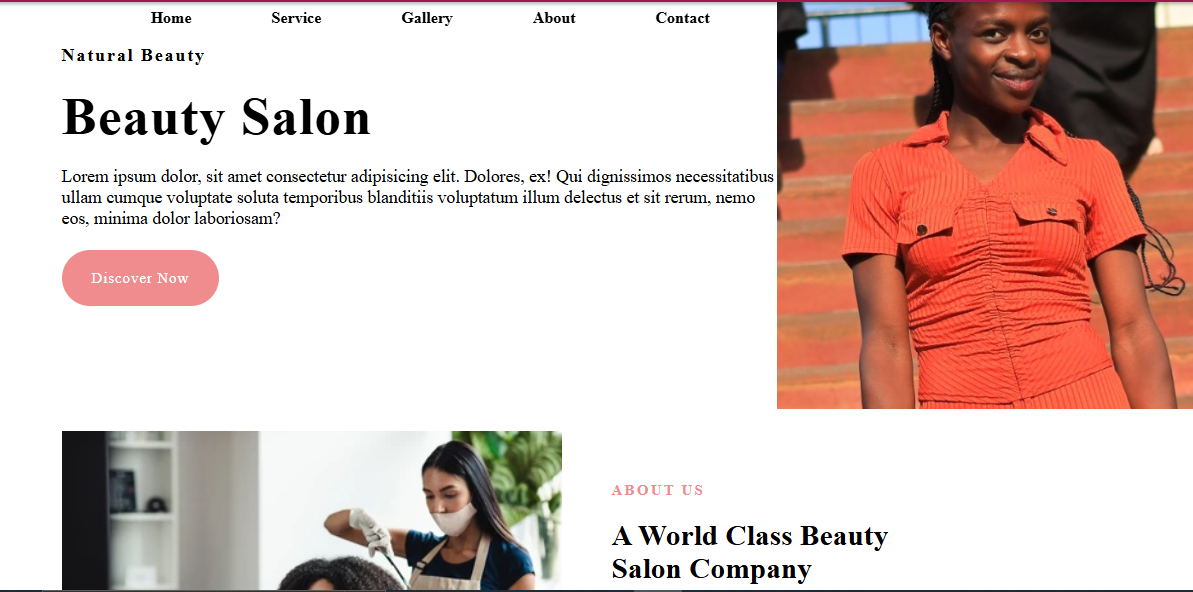 Home Service Gallery About Contact
Natural Beauty
Beauty Salon
Lorem ipsum dolor, sit amet consectetur adipisicing elit. Dolores, ex! Qui dignissimos necessitatibus
ullam cumque voluptate soluta temporibus blanditiis voluptatum illum delectus et sit rerum, nemo
eos, minima dolor laboriosam?
Discover Now
ABOUT US
A World Class Beauty
Salon Company